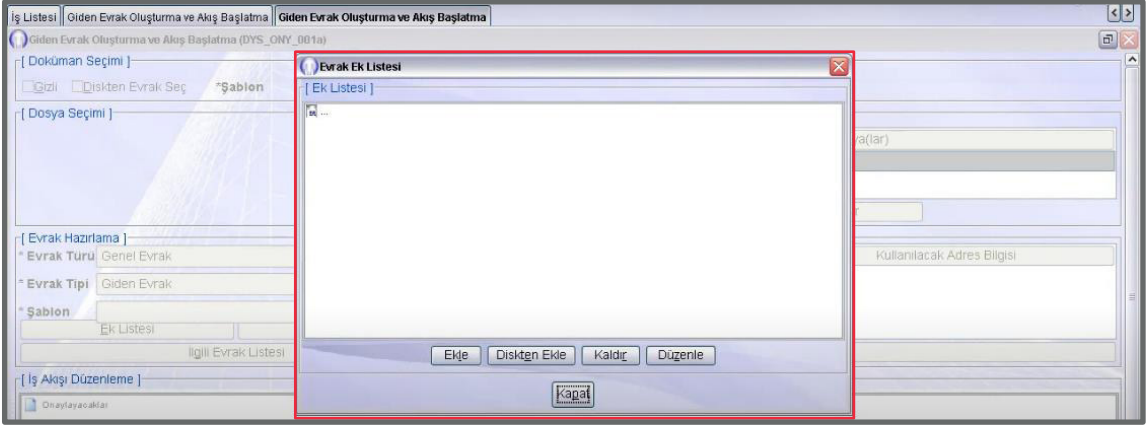 İş Listesi Giden Evrak Oluşturma ve Akış Başlatma Giden Evrak Oluşturma ve Akış Başlatma
Giden Evrak Oluşturma ve Akış Başlatma (DYS_ONY_001a)
[ Doküman Seçimi ]
Gizli Diskten Evrak Seç *Şablon
[ Dosya Seçimi ]
Evrak Ek Listesi
[ Ek Listesi ]
...
Ekle Diskten Ekle Kaldır Düzenle
Kapat
[ Evrak Hazırlama ]
* Evrak Türü Genel Evrak
Kullanılacak Adres Bilgisi
* Evrak Tipi Giden Evrak
* Şablon
Ek Listesi
İlgili Evrak Listesi
[ İş Akışı Düzenleme ]
Onaylayacaklar